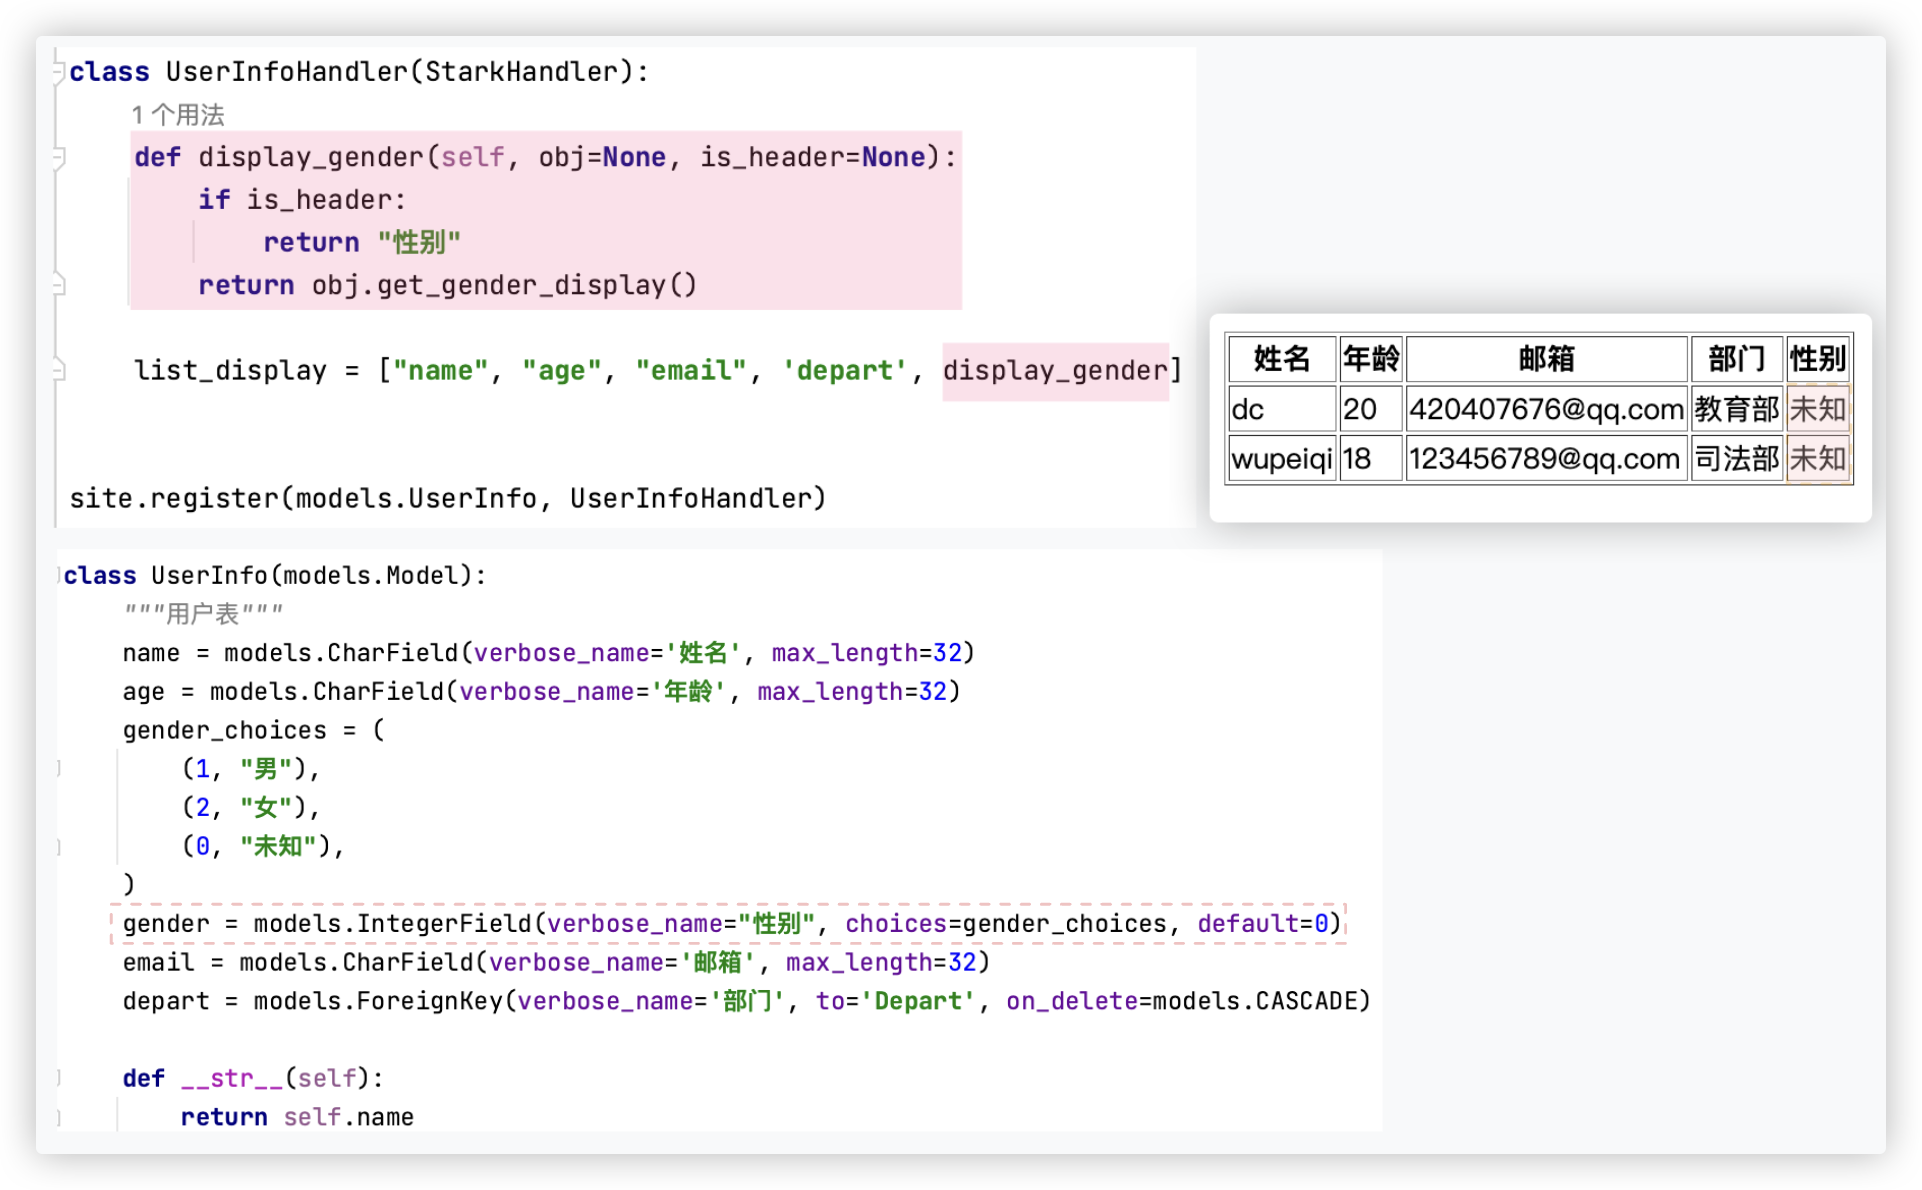 class UserInfoHandler(StarkHandler):
1 个用法
def display_gender(self, obj=None, is_header=None):
if is_header:
return "性别"
return obj.get_gender_display()
list_display = ["name", "age", "email", 'depart', display_gender]
site.register(models.UserInfo, UserInfoHandler)
姓名 年龄 邮箱 部门 性别
dc 20 420407676@qq.com 教育部 未知
wupeiqi 18 123456789@qq.com 司法部 未知
class UserInfo(models.Model):
"""用户表"""
name = models.CharField(verbose_name='姓名', max_length=32)
age = models.CharField(verbose_name='年龄', max_length=32)
gender_choices = (
(1, "男"),
(2, "女"),
(0, "未知"),
)
gender = models.IntegerField(verbose_name="性别", choices=gender_choices, default=0)
email = models.CharField(verbose_name='邮箱', max_length=32)
depart = models.ForeignKey(verbose_name='部门', to='Depart', on_delete=models.CASCADE)
def __str__(self):
return self.name